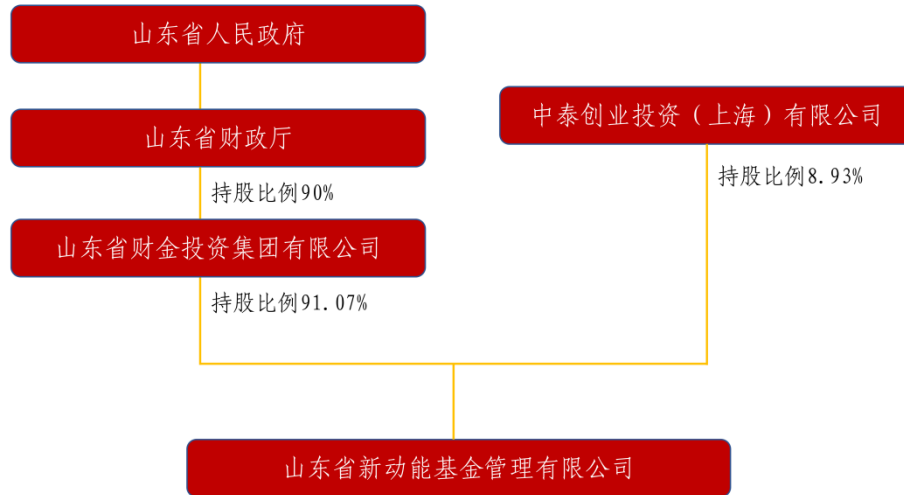 山东省人民政府
中泰创业投资（上海）有限公司
山东省财政厅
持股比例8.93%
持股比例90%
山东省财金投资集团有限公司
持股比例91.07%
山东省新动能基金管理有限公司